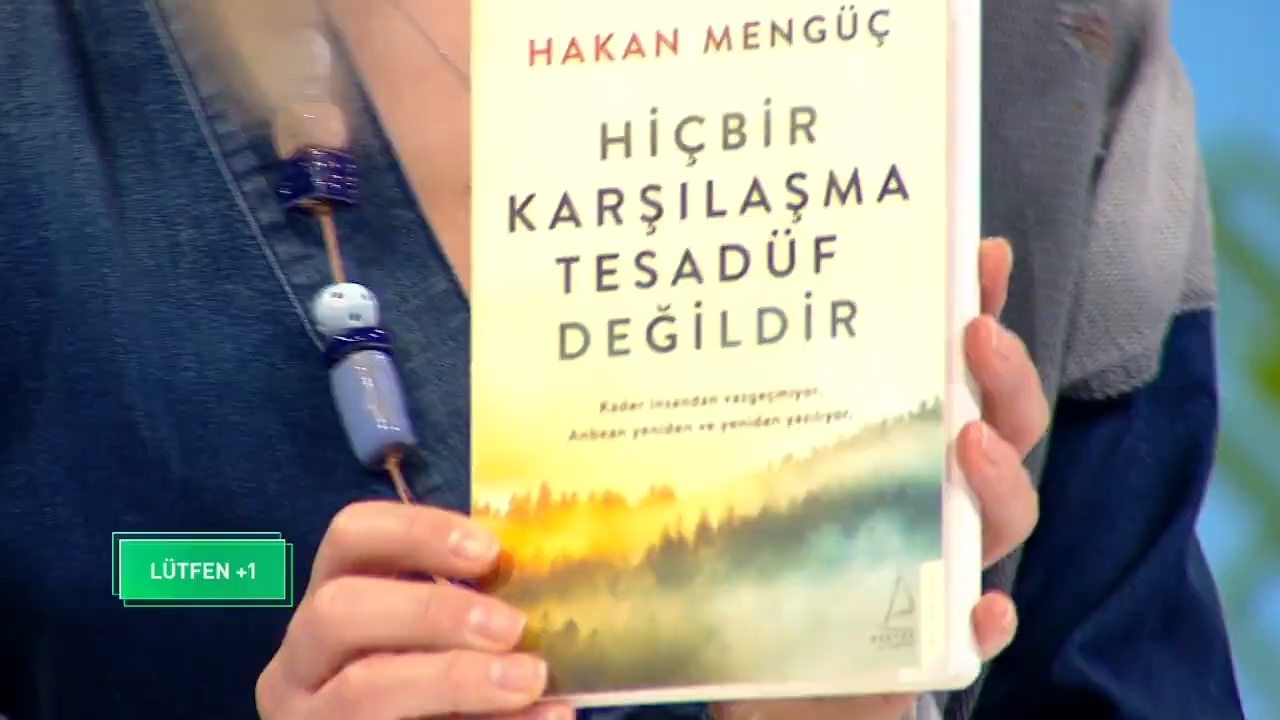 HAKAN MENGÜÇ
HİÇBİR
KARŞILAŞMA
TESADÜF
DEĞİLDİR
Kader insandan vazgeçmiyor,
Anbean yeniden ve yeniden yazılıyor.
LÜTFEN +1